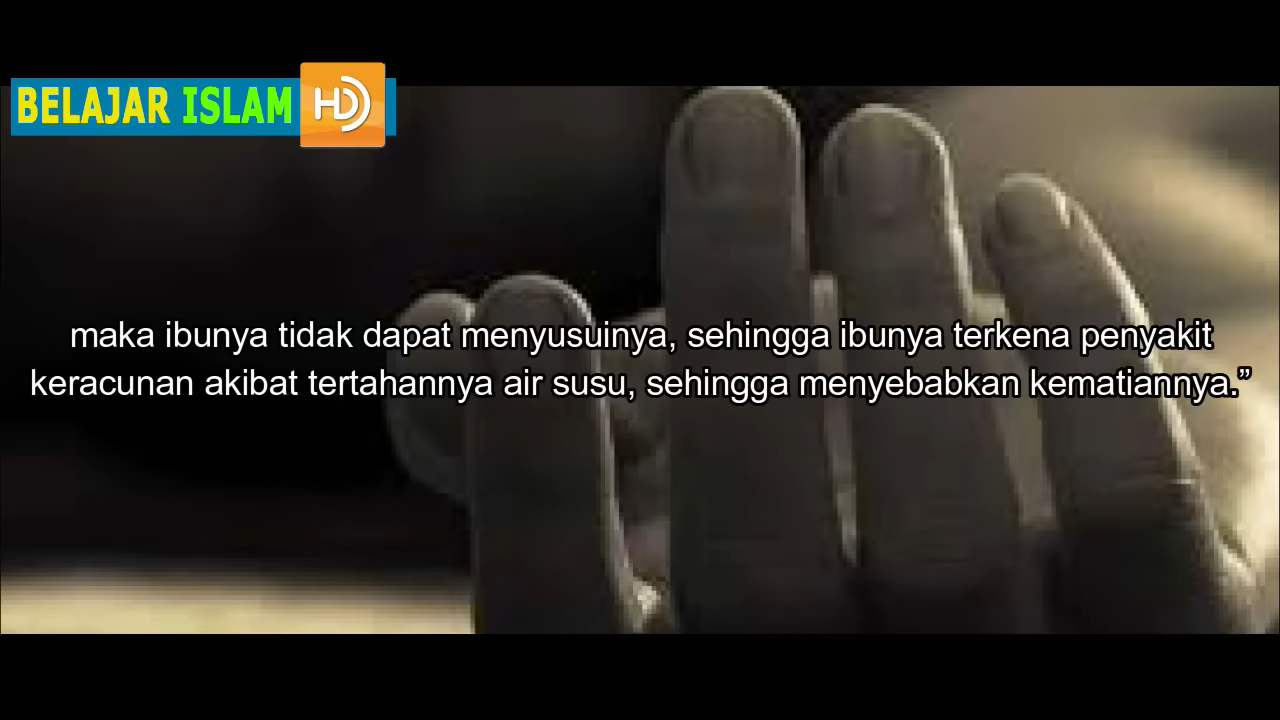 BELAJAR ISLAM HD
maka ibunya tidak dapat menyusuinya, sehingga ibunya terkena penyakit
keracunan akibat tertahannya air susu, sehingga menyebabkan kematiannya.”